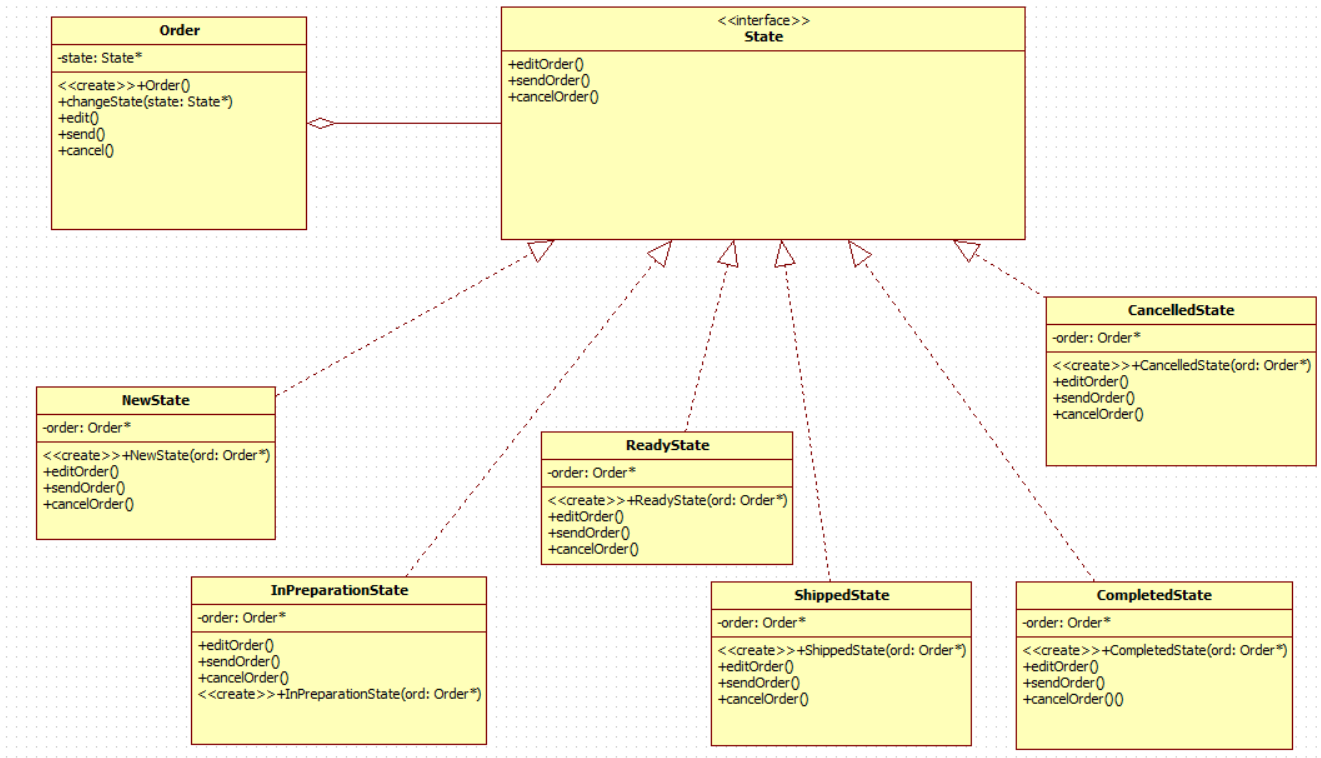 Order
-state: State*
<<create>>+Order()
+changeState(state: State*)
+edit()
+send()
+cancel()
<<interface>>
State
+editOrder()
+sendOrder()
+cancelOrder()
CancelledState
-order: Order*
<<create>>+CancelledState(ord: Order*)
+editOrder()
+sendOrder()
+cancelOrder()
NewState
-order: Order*
<<create>>+NewState(ord: Order*)
+editOrder()
+sendOrder()
+cancelOrder()
ReadyState
-order: Order*
<<create>>+ReadyState(ord: Order*)
+editOrder()
+sendOrder()
+cancelOrder()
InPreparationState
-order: Order*
+editOrder()
+sendOrder()
+cancelOrder()
<<create>>+InPreparationState(ord: Order*)
ShippedState
-order: Order*
<<create>>+ShippedState(ord: Order*)
+editOrder()
+sendOrder()
+cancelOrder()
CompletedState
-order: Order*
<<create>>+CompletedState(ord: Order*)
+editOrder()
+sendOrder()
+cancelOrder()()